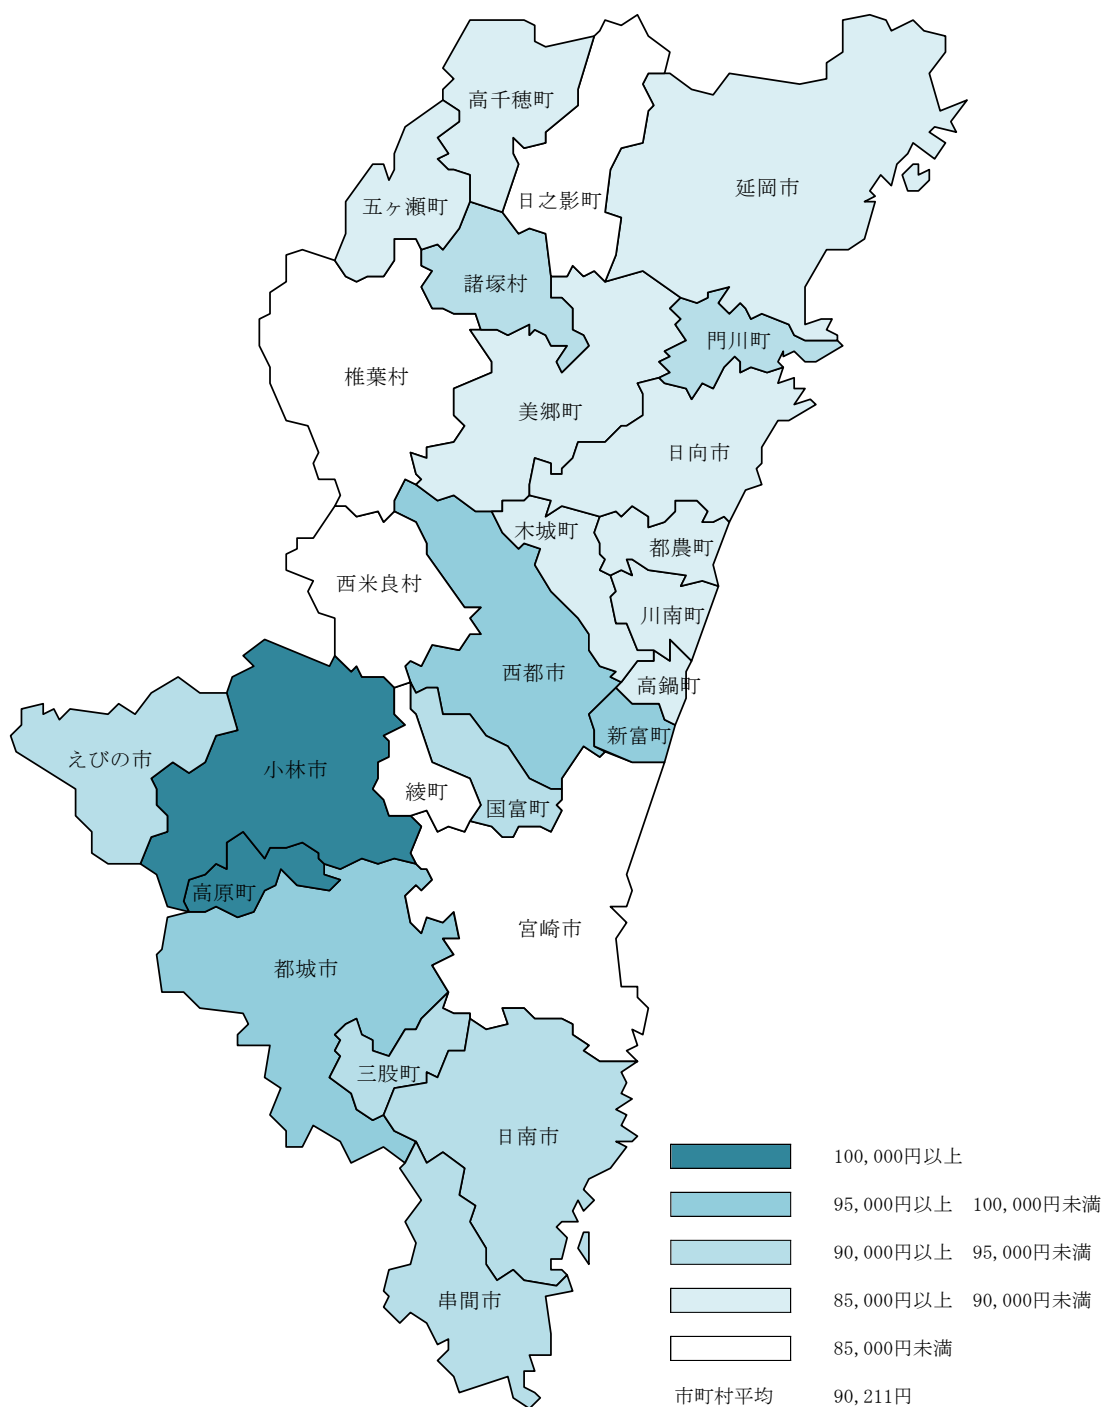 高千穂町
延岡市
日之影町
五ヶ瀬町
諸塚村
門川町
椎葉村
美郷町
日向市
木城町
都農町
西米良村
川南町
西都市
高鍋町
新富町
えびの市
小林市
綾町
国富町
高原町
宮崎市
都城市
三股町
日南市
串間市
100,000円以上
95,000円以上　100,000円未満
90,000円以上　95,000円未満
85,000円以上　90,000円未満
85,000円未満
市町村平均　90,211円